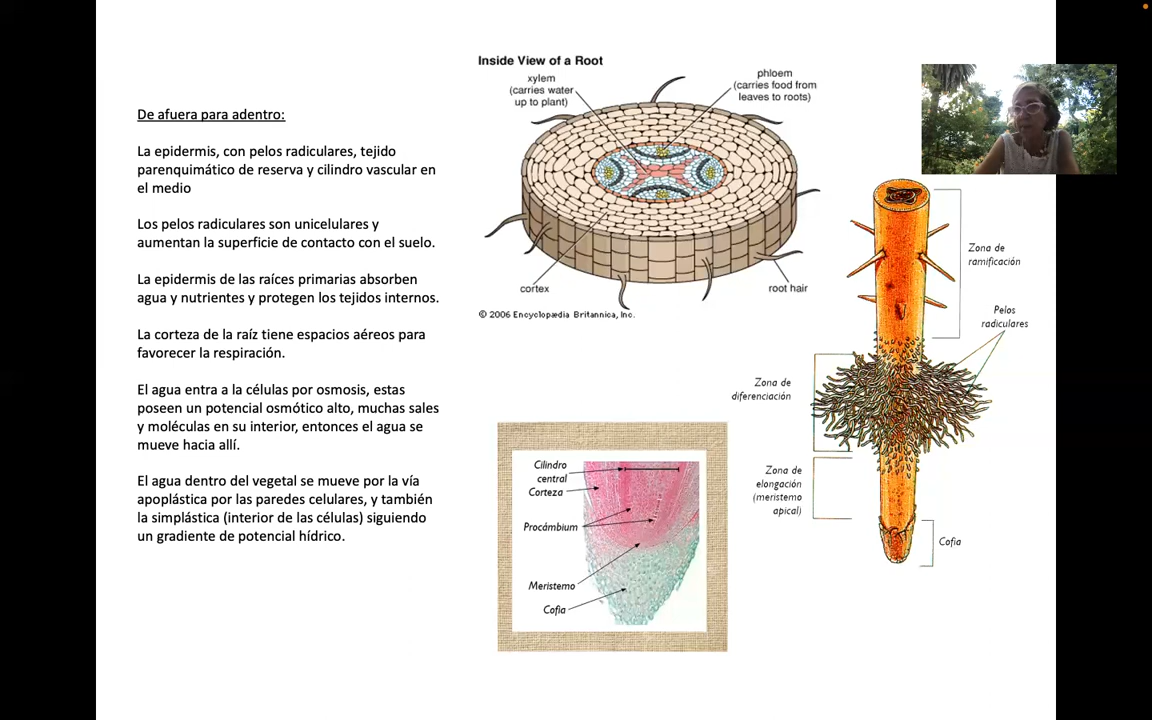 De afuera para adentro:
La epidermis, con pelos radiculares, tejido
parenquimático de reserva y cilindro vascular en
el medio
Los pelos radiculares son unicelulares y
aumentan la superficie de contacto con el suelo.
La epidermis de las raíces primarias absorben
agua y nutrientes y protegen los tejidos internos.
La corteza de la raíz tiene espacios aéreos para
favorecer la respiración.
El agua entra a la células por osmosis, estas
poseen un potencial osmótico alto, muchas sales
y moléculas en su interior, entonces el agua se
mueve hacia allí.
El agua dentro del vegetal se mueve por la vía
apoplástica por las paredes celulares, y también
la simplástica (interior de las células) siguiendo
un gradiente de potencial hídrico.
Inside View of a Root
xylem
(carries water
up to plant)
phloem
(carries food from
leaves to roots)
cortex
root hair
© 2006 Encyclopædia Britannica, Inc.
Zona de
ramificación
Pelos
radiculares
Zona de
diferenciación
Zona de
elongación
(meristemo
apical)
Cofia
Cilindro
central
Corteza
Procámbium
Meristemo
Cofia